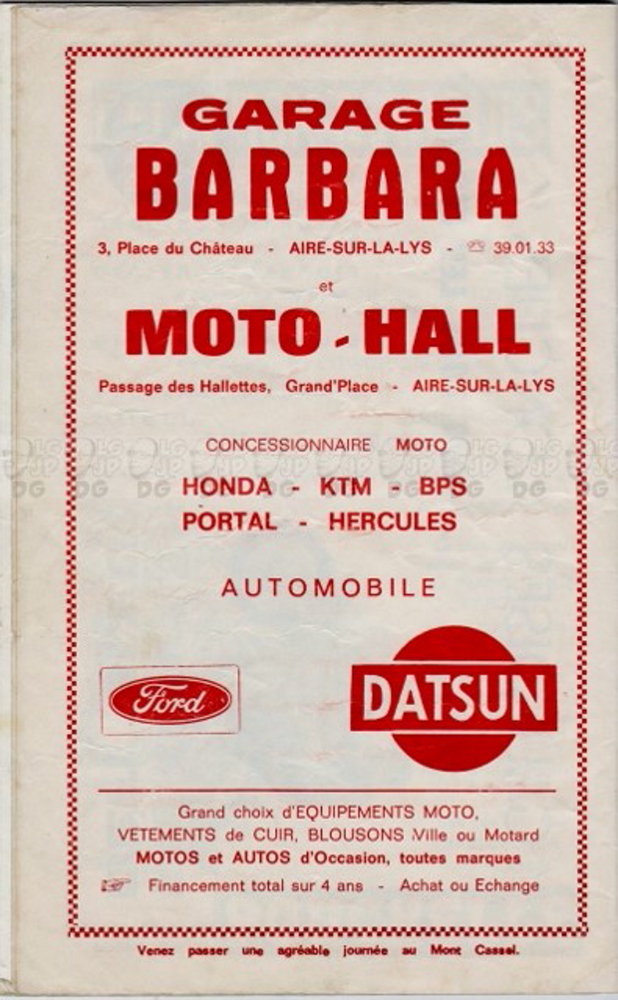 GARAGE
BARBARA
3, Place du Château - AIRE-SUR-LA-LYS - ☏ 39.01.33
et
MOTO - HALL
Passage des Hallettes, Grand'Place - AIRE-SUR-LA-LYS
CONCESSIONNAIRE MOTO
LG JP DG
HONDA - KTM - BPS
PORTAL - HERCULES
AUTOMOBILE
Ford
DATSUN
Grand choix d'EQUIPEMENTS MOTO,
VETEMENTS de CUIR, BLOUSONS Ville ou Motard
MOTOS et AUTOS d'Occasion, toutes marques
☞ Financement total sur 4 ans - Achat ou Echange
Venez passer une agréable journée au Mont Cassel.